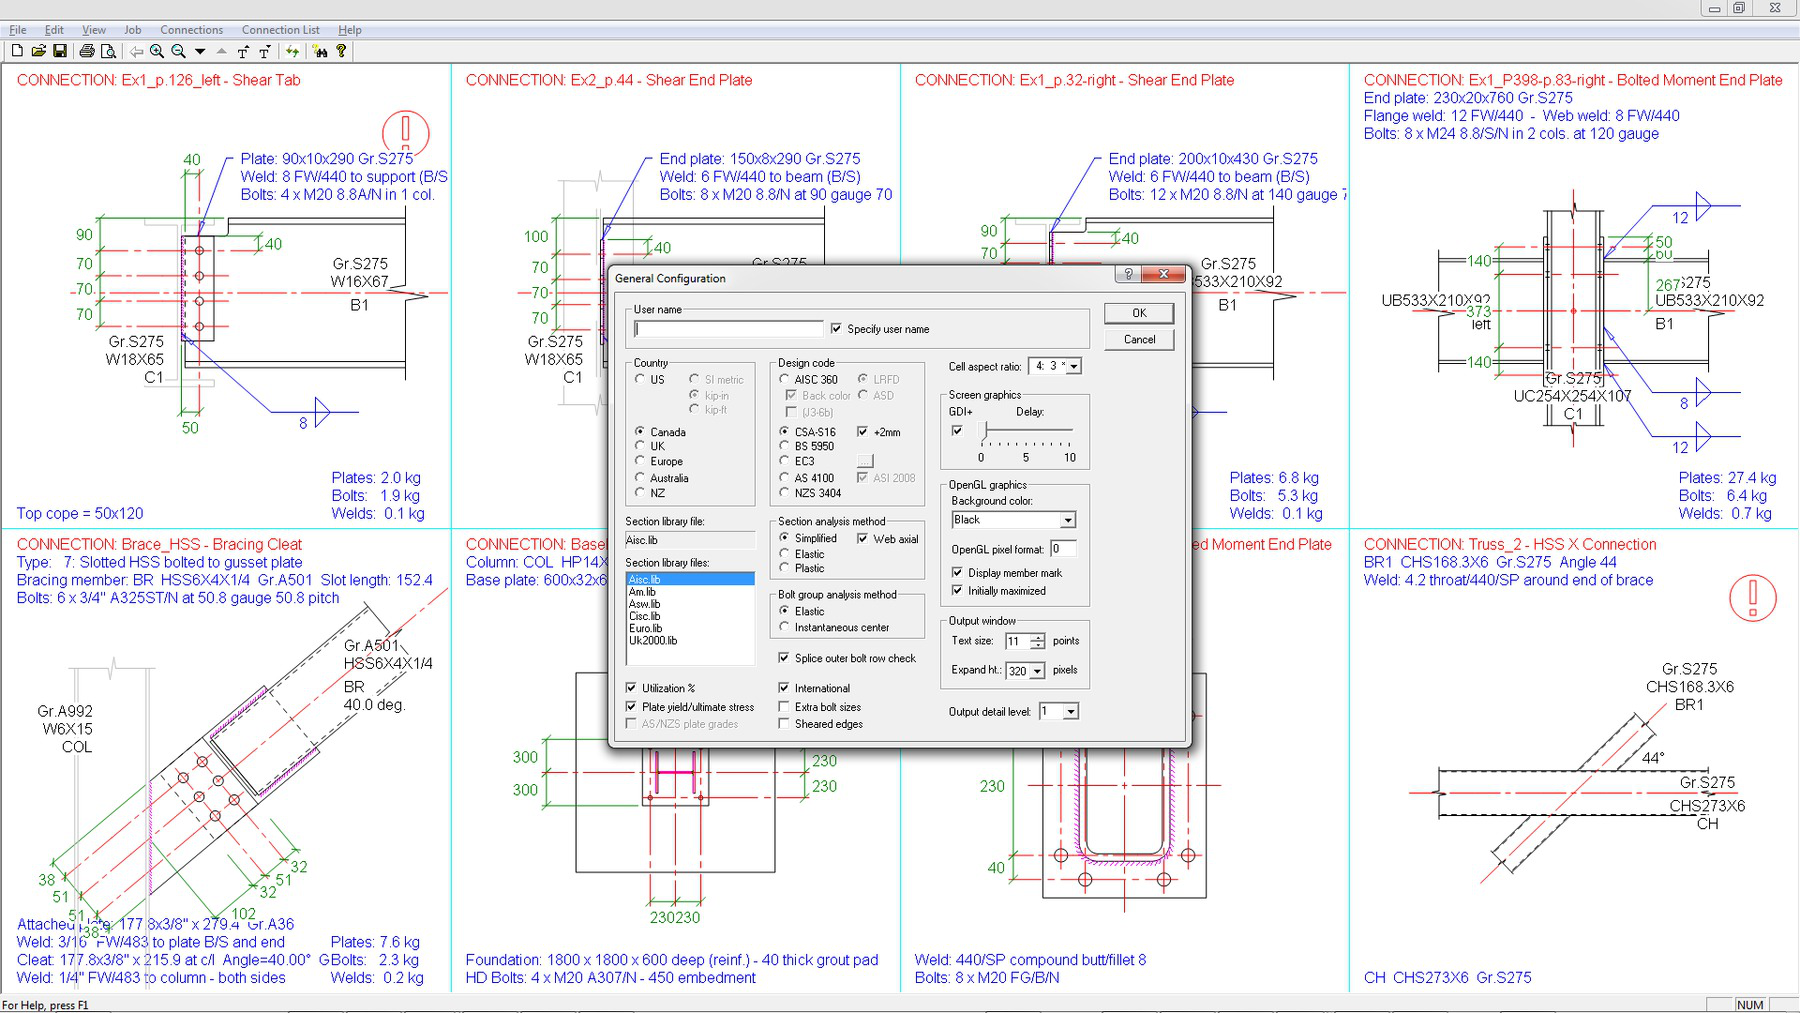 File Edit View Job Connections Connection List Help
CONNECTION: Ex1_p.126_left - Shear Tab
Plate: 90x10x290 Gr.S275
Weld: 8 FW/440 to support (B/S
Bolts: 4 x M20 8.8A/N in 1 col.
40
90
70
70
70
40
Gr.S275
W16X67
B1
Gr.S275
W18X65
C1
50
8
Plates: 2.0 kg
Bolts: 1.9 kg
Welds: 0.1 kg
Top cope = 50x120
CONNECTION: Ex2_p.44 - Shear End Plate
End plate: 150x8x290 Gr.S275
Weld: 6 FW/440 to beam (B/S)
Bolts: 8 x M20 8.8/N at 90 gauge 70
100
70
70
70
40
Gr.S275
W18X65
C1
CONNECTION: Ex1_p.32-right - Shear End Plate
End plate: 200x10x430 Gr.S275
Weld: 6 FW/440 to beam (B/S)
Bolts: 12 x M20 8.8/N at 140 gauge
90
70
40
Gr.S275
533X210X92
B1
Plates: 6.8 kg
Bolts: 5.3 kg
Welds: 0.1 kg
CONNECTION: Ex1_P398-p.83-right - Bolted Moment End Plate
End plate: 230x20x760 Gr.S275
Flange weld: 12 FW/440 - Web weld: 8 FW/440
Bolts: 8 x M24 8.8/S/N in 2 cols. at 120 gauge
12
50
60
140
267
UB533X210X92
373
left
140
UB533X210X92
B1
Gr.S275
UC254X254X107
C1
8
12
Plates: 27.4 kg
Bolts: 6.4 kg
Welds: 0.7 kg
General Configuration
User name
Specify user name
OK
Cancel
Country
US
SI metric
kip-in
kip-ft
Canada
UK
Europe
Australia
NZ
Section library file:
Aisc.lib
Section library files:
Aisc.lib
Am.lib
Asw.lib
Cisc.lib
Euro.lib
Uk2000.lib
Utilization %
Plate yield/ultimate stress
AS/NZS plate grades
Design code
AISC 360
LRFD
Back color
ASD
(J3-6b)
CSA-S16
+2mm
BS 5950
EC3
...
AS 4100
ASI 2008
NZS 3404
Section analysis method
Simplified
Web axial
Elastic
Plastic
Bolt group analysis method
Elastic
Instantaneous center
Splice outer bolt row check
International
Extra bolt sizes
Sheared edges
Cell aspect ratio: 4: 3 *
Screen graphics
GDI+ Delay:
0 5 10
OpenGL graphics
Background color:
Black
OpenGL pixel format: 0
Display member mark
Initially maximized
Output window
Text size: 11 points
Expand ht.: 320 pixels
Output detail level: 1
CONNECTION: Brace_HSS - Bracing Cleat
Type: 7: Slotted HSS bolted to gusset plate
Bracing member: BR HSS6X4X1/4 Gr.A501 Slot length: 152.4
Bolts: 6 x 3/4" A325ST/N at 50.8 gauge 50.8 pitch
Gr.A501
HSS6X4X1/4
BR
40.0 deg.
Gr.A992
W6X15
COL
38
51
51
38
32
51
32
102
177.8x3/8" x 279.4 Gr.A36
Weld: 3/16" FW/483 to plate B/S and end
Cleat: 177.8x3/8" x 215.9 at c/l Angle=40.00° G
Weld: 1/4" FW/483 to column - both sides
Plates: 7.6 kg
Bolts: 2.3 kg
Welds: 0.2 kg
CONNECTION:
Column: COL HP14X
Base plate: 600x32x6
300
300
230
230
230230
Foundation: 1800 x 1800 x 600 deep (reinf.) - 40 thick grout pad
HD Bolts: 4 x M20 A307/N - 450 embedment
Moment End Plate
230
40
Weld: 440/SP compound butt/fillet 8
Bolts: 8 x M20 FG/B/N
CONNECTION: Truss_2 - HSS X Connection
BR1 CHS168.3X6 Gr.S275 Angle 44
Weld: 4.2 throat/440/SP around end of brace
Gr.S275
CHS168.3X6
BR1
44°
Gr.S275
CHS273X6
CH
CH CHS273X6 Gr.S275
For Help, press F1
NUM